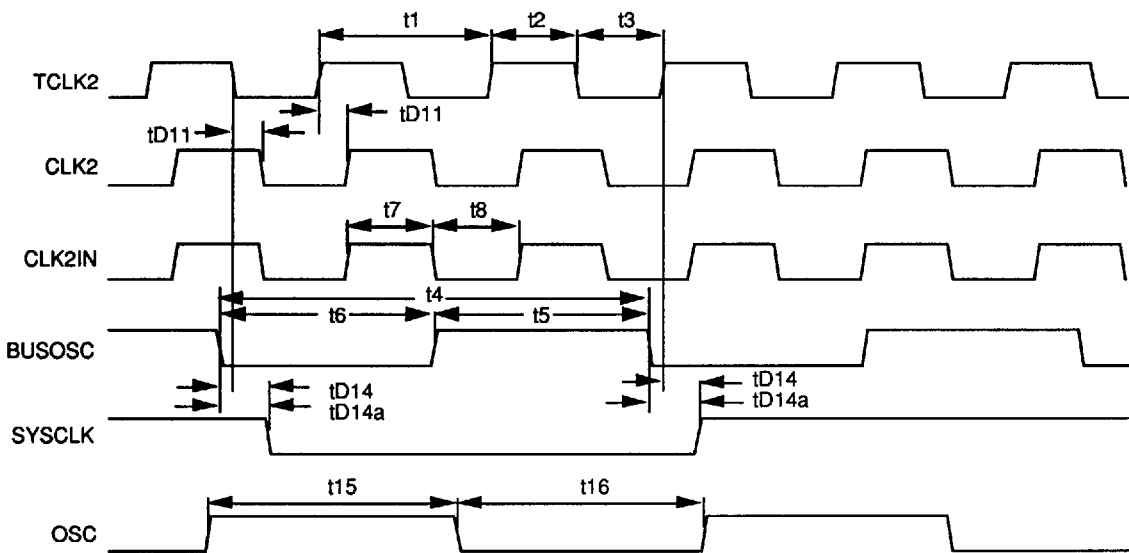 t1 t2 t3
TCLK2
tD11 tD11
CLK2
t7 t8
CLK2IN
t4
t6 t5
BUSOSC
tD14 tD14
tD14a tD14a
SYSCLK
t15 t16
OSC